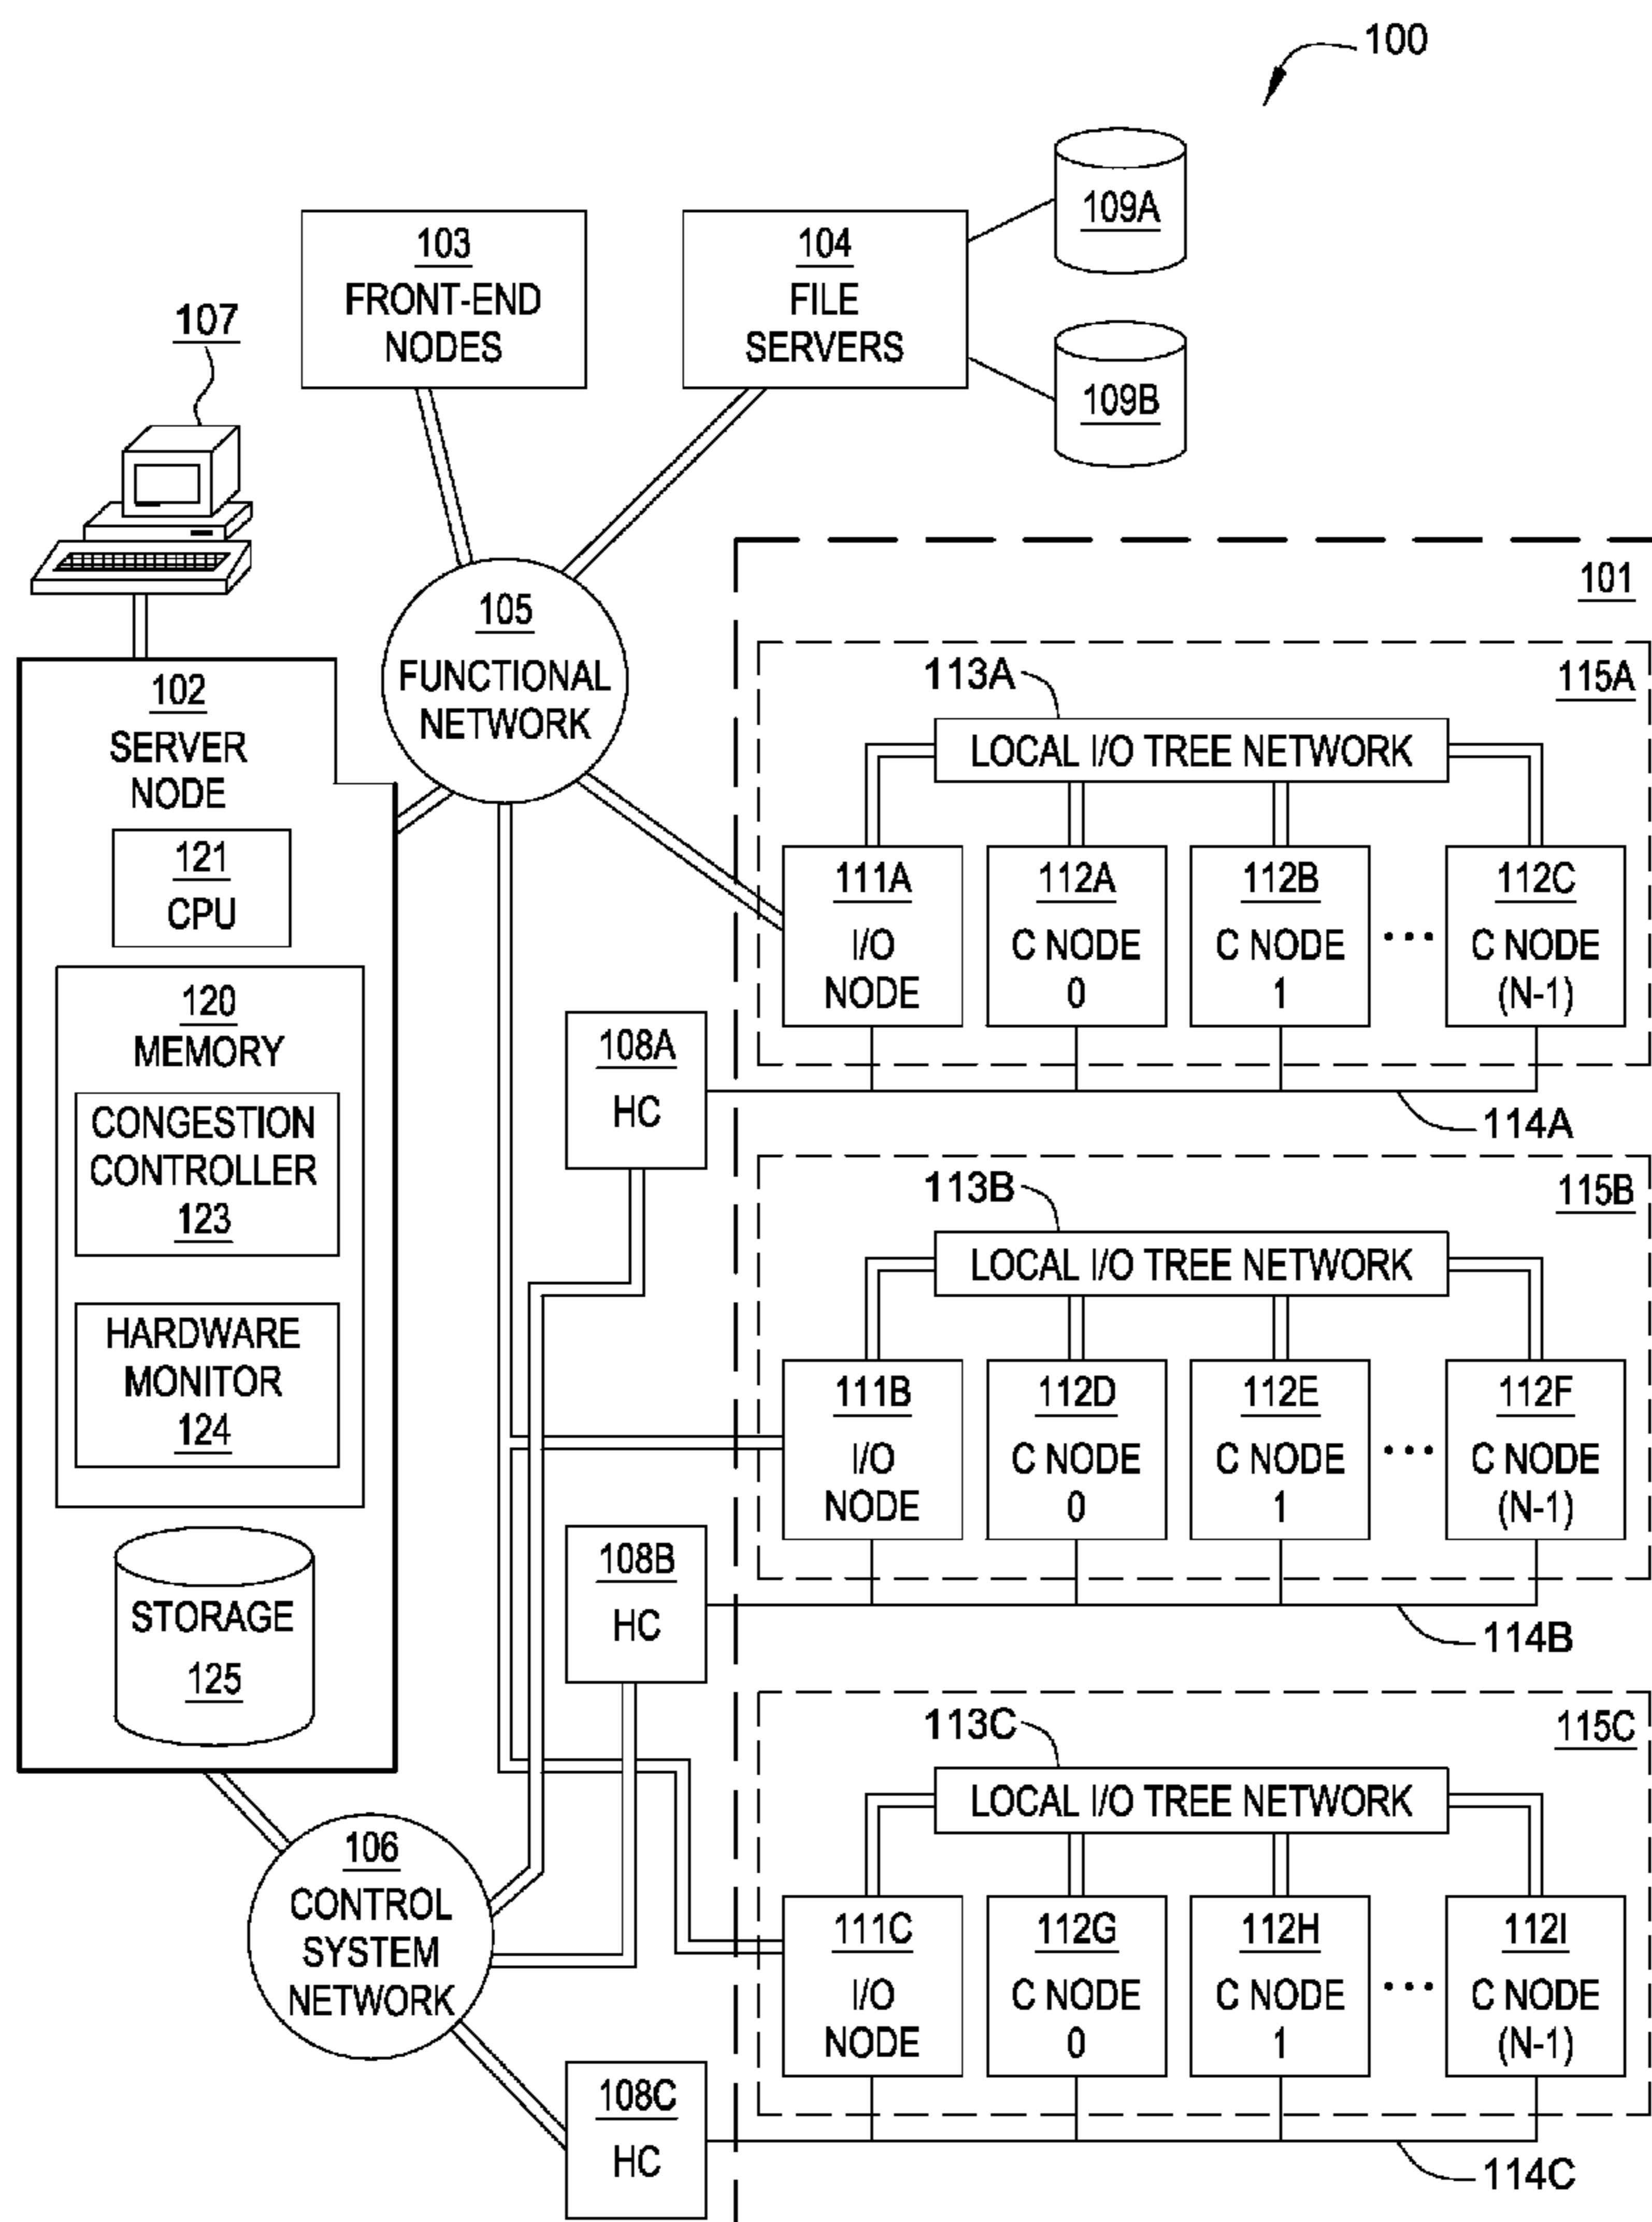 100
109A
103
FRONT-END
NODES
104
FILE
SERVERS
109B
107
101
105
FUNCTIONAL
NETWORK
102
SERVER
NODE
121
CPU
120
MEMORY
CONGESTION
CONTROLLER
123
HARDWARE
MONITOR
124
STORAGE
125
106
CONTROL
SYSTEM
NETWORK
108A
HC
108B
HC
108C
HC
115A
113A
LOCAL I/O TREE NETWORK
111A
I/O
NODE
112A
C NODE
0
112B
C NODE
1
•••
112C
C NODE
(N-1)
114A
115B
113B
LOCAL I/O TREE NETWORK
111B
I/O
NODE
112D
C NODE
0
112E
C NODE
1
•••
112F
C NODE
(N-1)
114B
115C
113C
LOCAL I/O TREE NETWORK
111C
I/O
NODE
112G
C NODE
0
112H
C NODE
1
•••
112I
C NODE
(N-1)
114C